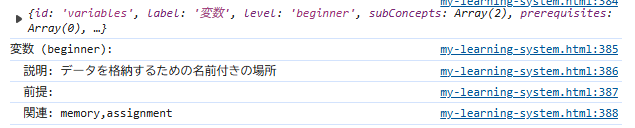 my-learning-system.html:384
▶ {id: 'variables', label: '変数', level: 'beginner', subConcepts: Array(2), prerequisites:
Array(0), …}
変数 (beginner): my-learning-system.html:385
説明: データを格納するための名前付きの場所 my-learning-system.html:386
前提: my-learning-system.html:387
関連: memory,assignment my-learning-system.html:388